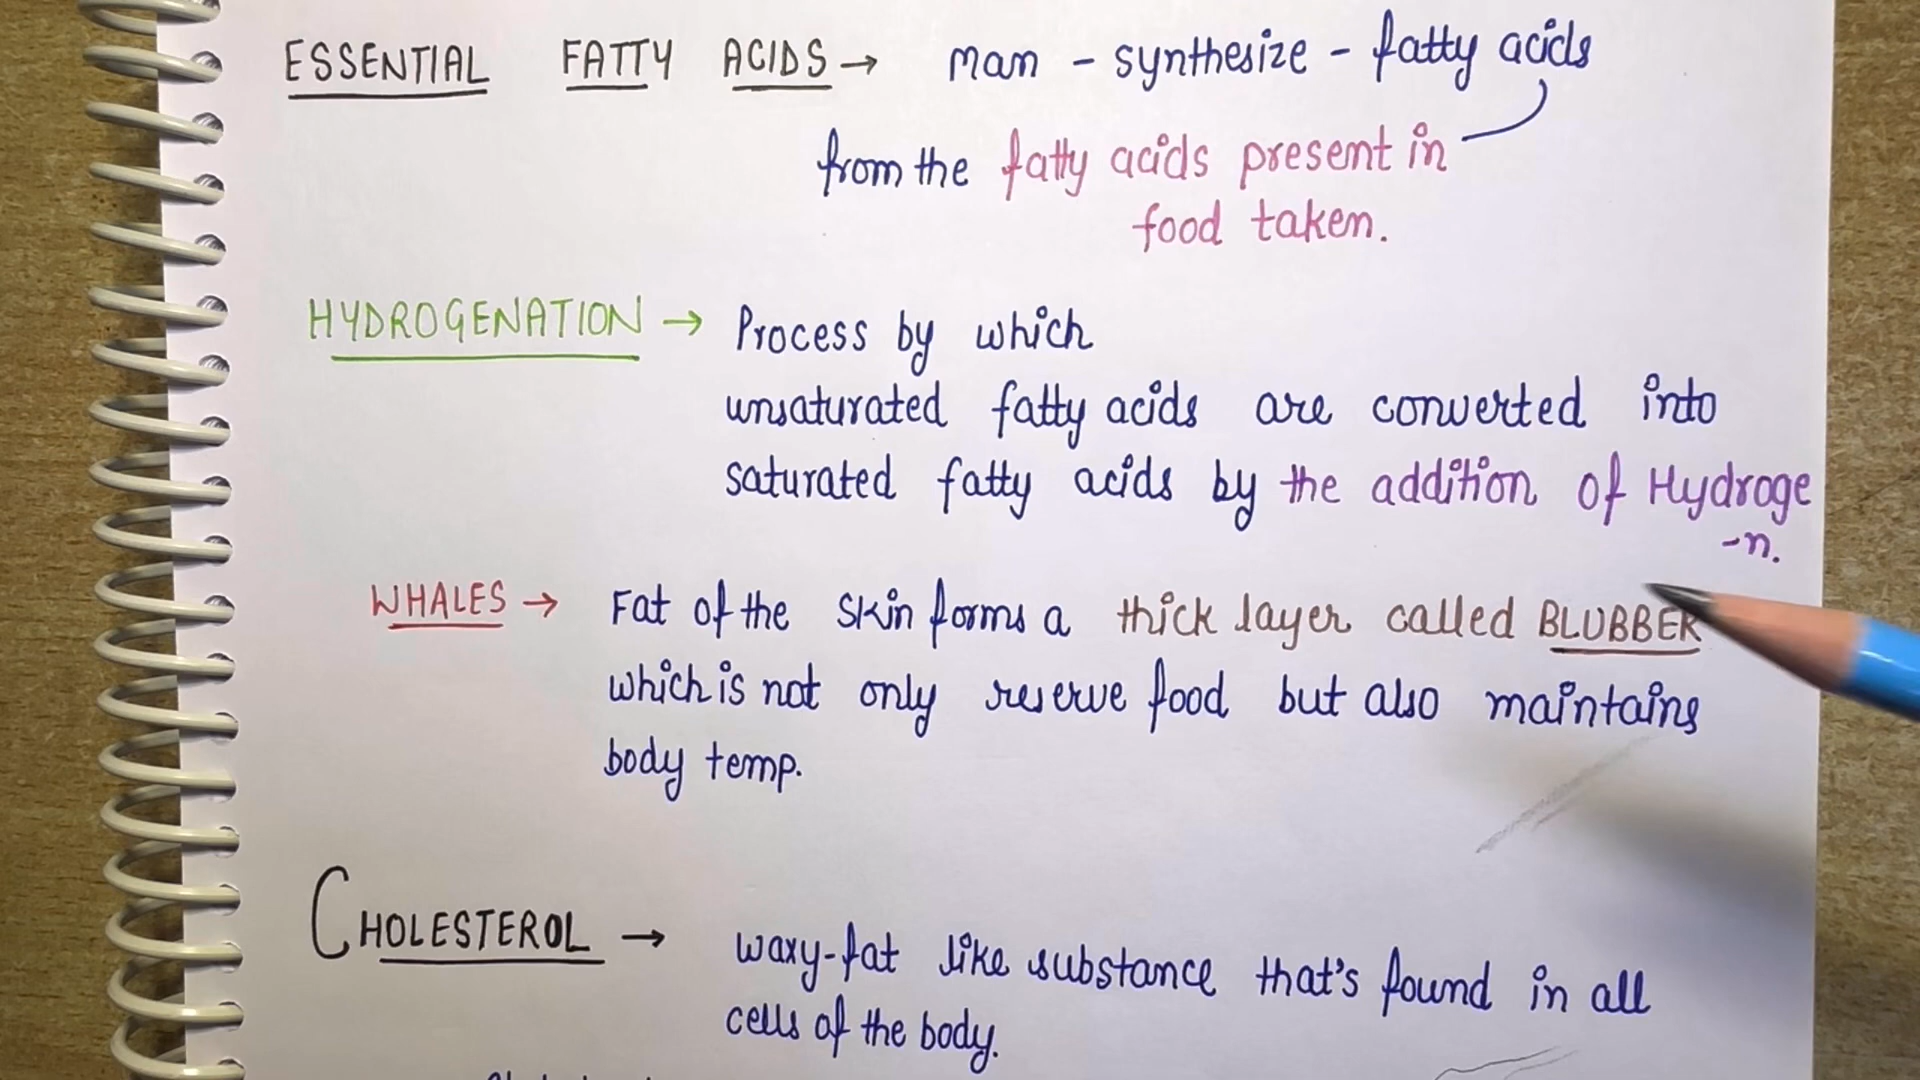 ESSENTIAL FATTY ACIDS → man - synthesize - fatty acids
from the fatty acids present in
food taken.
HYDROGENATION → Process by which
unsaturated fatty acids are converted into
saturated fatty acids by the addition of Hydroge
-n.
WHALES → Fat of the skin forms a thick layer called BLUBBER
which is not only reserve food but also maintains
body temp.
CHOLESTEROL → waxy-fat like substance that's found in all
cells of the body.